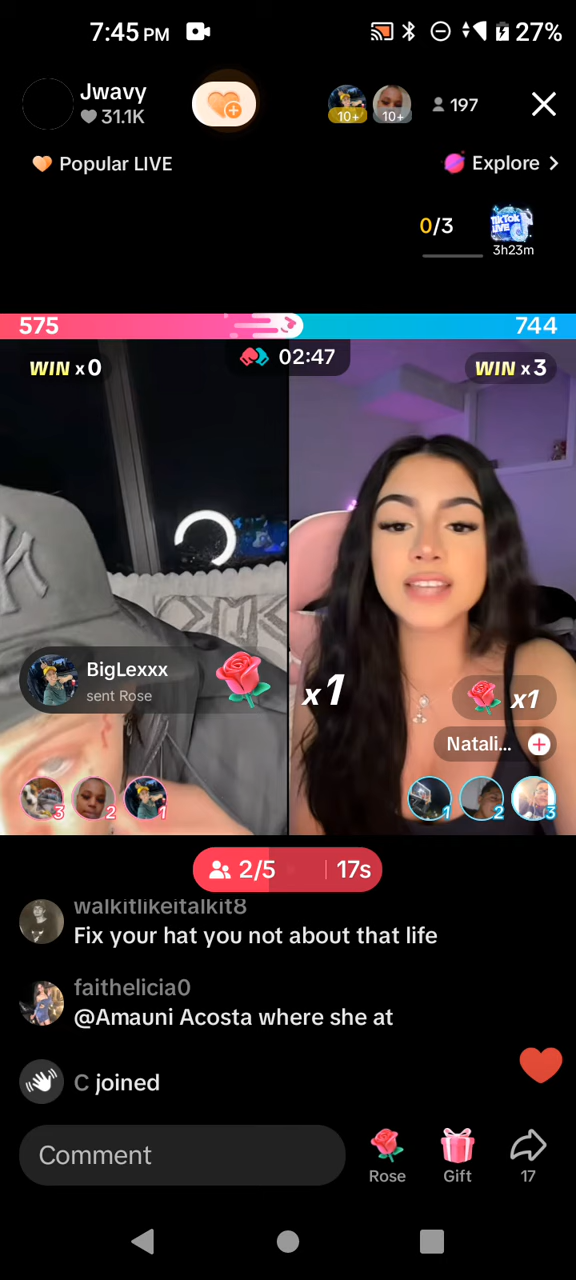 7:45 PM
27%
Jwavy
31.1K
10+
10+
197
Popular LIVE
Explore
0/3
TikTok LIVE
3h23m
575
744
WIN x0
02:47
WIN x3
BigLexxx
sent Rose
x1
x1
Natali...
3
2
1
1
2
3
2/5
17s
walkitlikeitalkit8
Fix your hat you not about that life
faithelicia0
@Amauni Acosta where she at
C joined
Comment
Rose
Gift
17